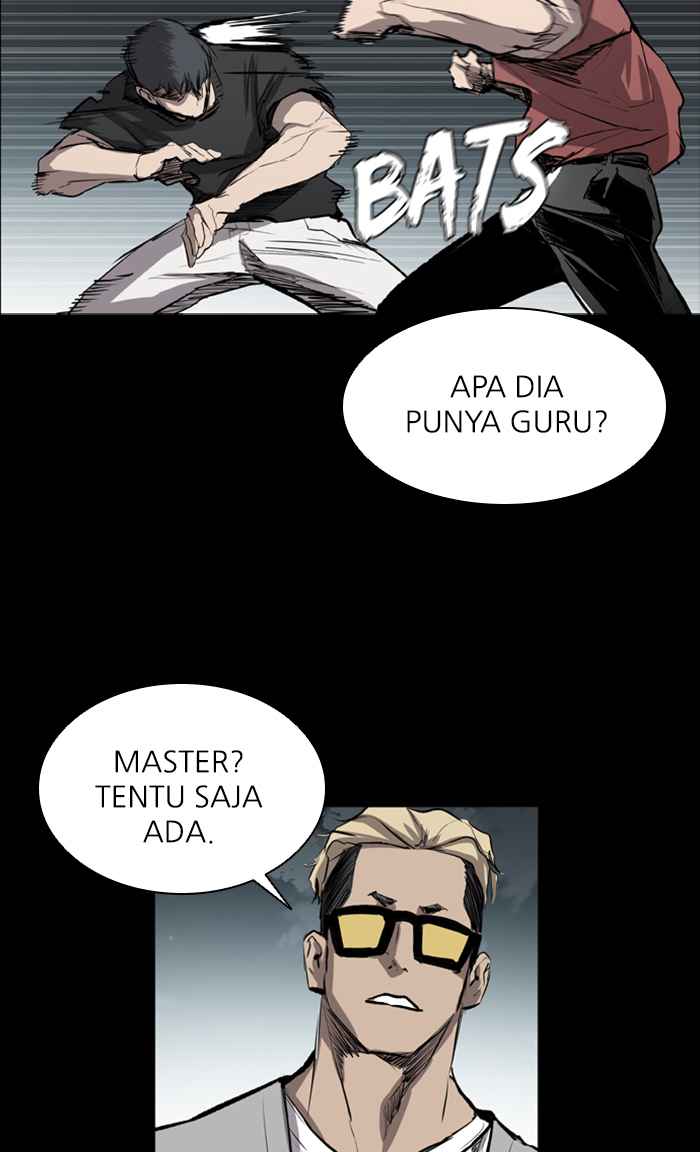 BATS
APA DIA
PUNYA GURU?
MASTER?
TENTU SAJA
ADA.